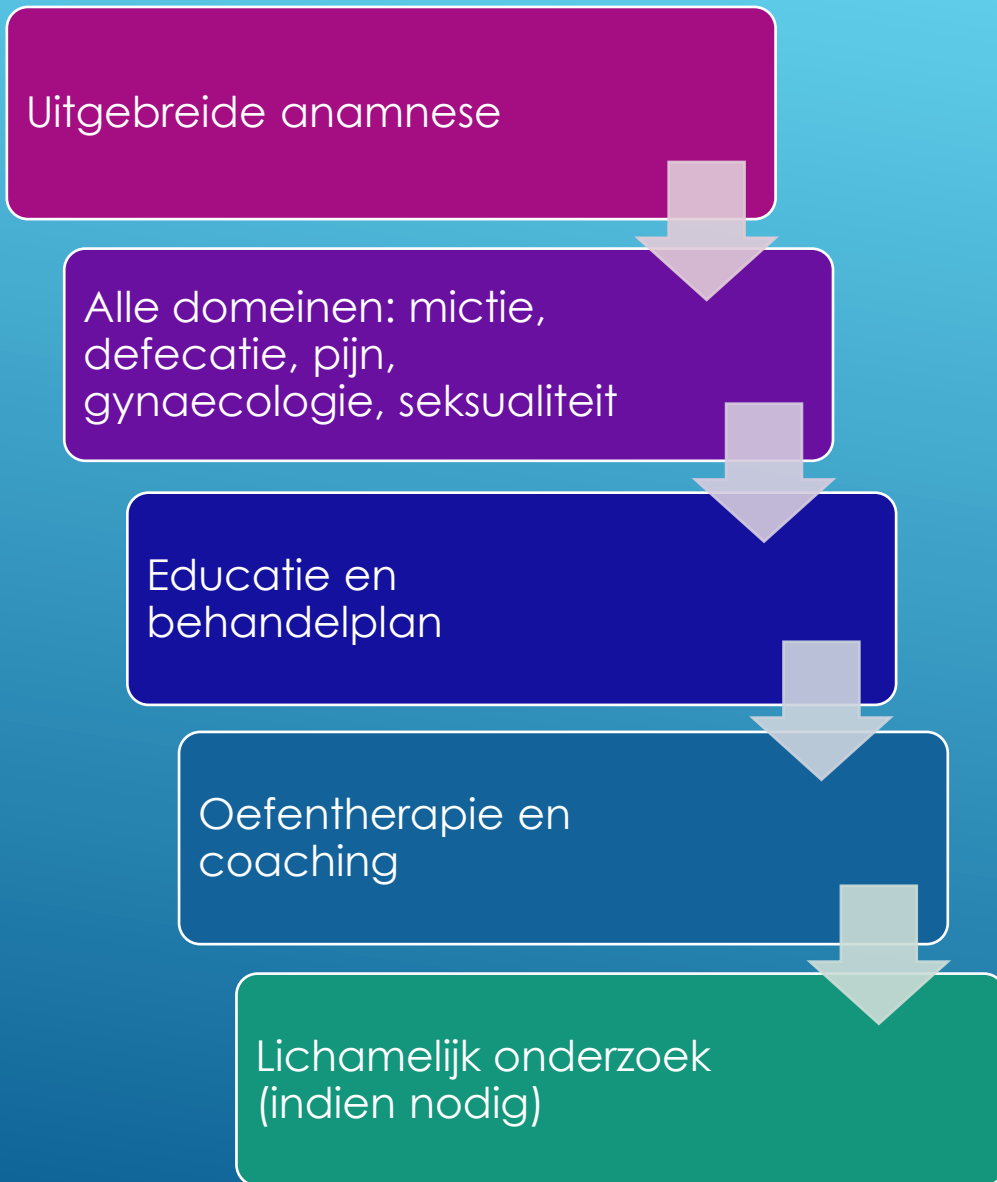 Uitgebreide anamnese
Alle domeinen: mictie,
defecatie, pijn,
gynaecologie, seksualiteit
Educatie en
behandelplan
Oefentherapie en
coaching
Lichamelijk onderzoek
(indien nodig)